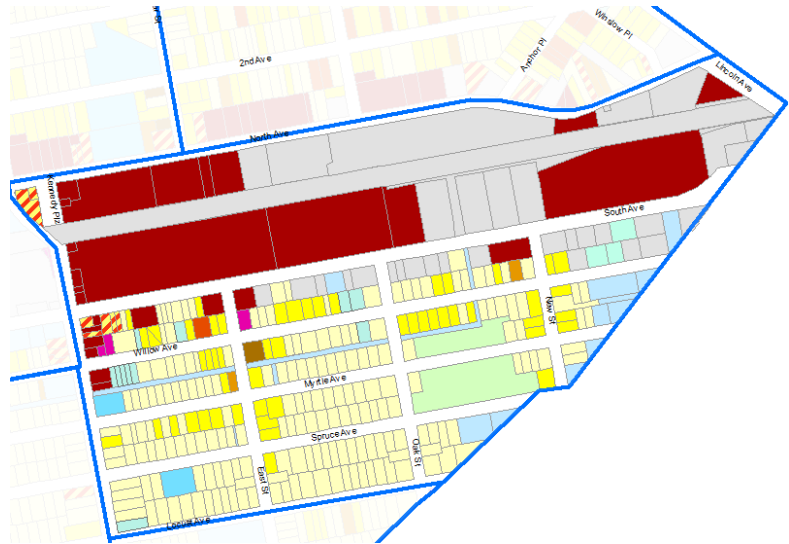 2nd Ave
Anchor Pl
Winslow Pl
Lincoln Ave
North Ave
Kennedy Plz
South Ave
New St
Willow Ave
Myrtle Ave
Spruce Ave
Oak St
East St
Locust Ave